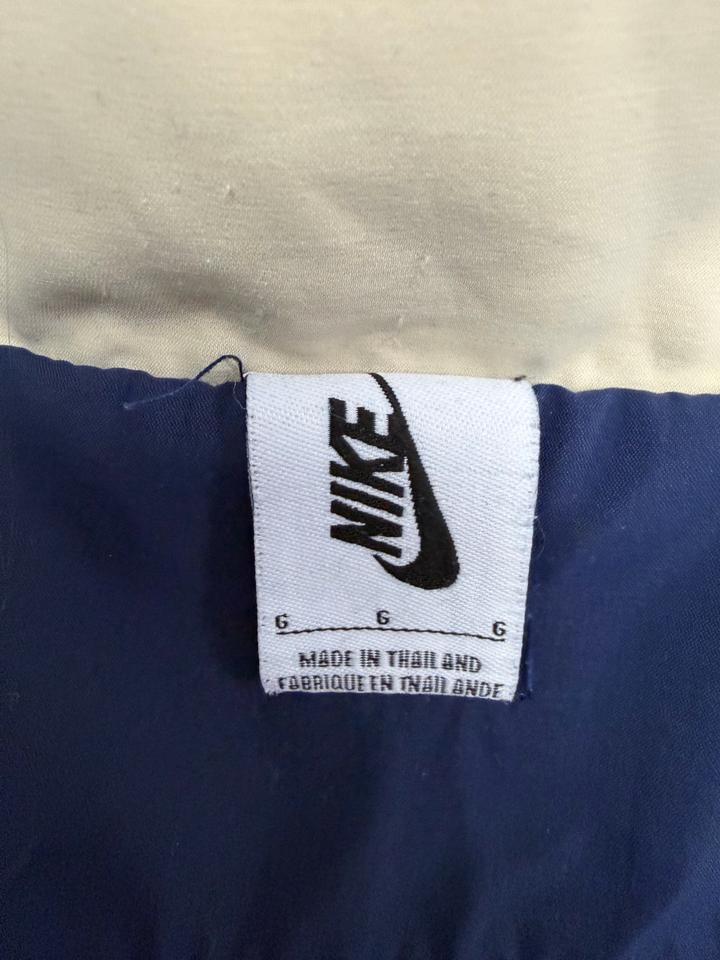 NIKE
G G G
MADE IN THAILAND
FABRIQUE EN THAILANDE